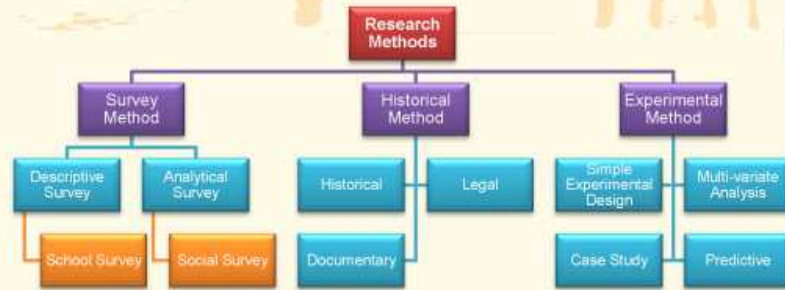 Research
Methods
Survey
Method
Historical
Method
Experimental
Method
Descriptive
Survey
Analytical
Survey
Historical
Legal
Simple
Experimental
Design
Multi-variate
Analysis
School Survey
Social Survey
Documentary
Case Study
Predictive